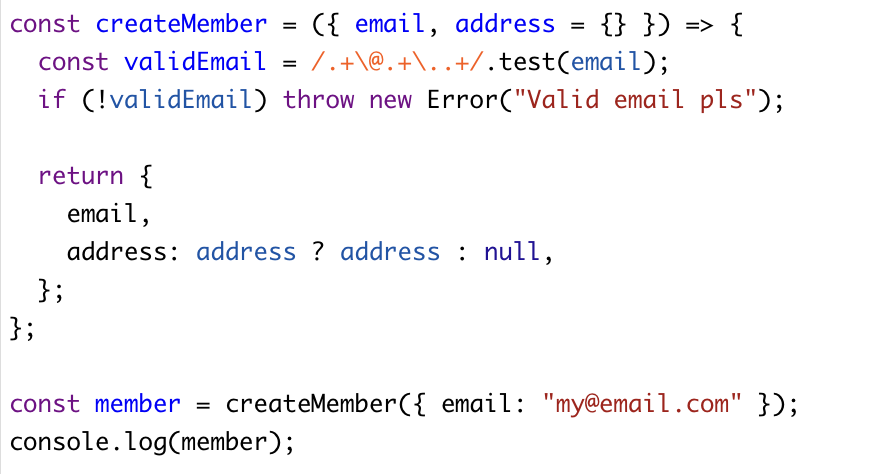 const createMember = ({ email, address = {} }) => {
  const validEmail = /.+\@.+\..+/.test(email);
  if (!validEmail) throw new Error("Valid email pls");

  return {
    email,
    address: address ? address : null,
  };
};

const member = createMember({ email: "my@email.com" });
console.log(member);